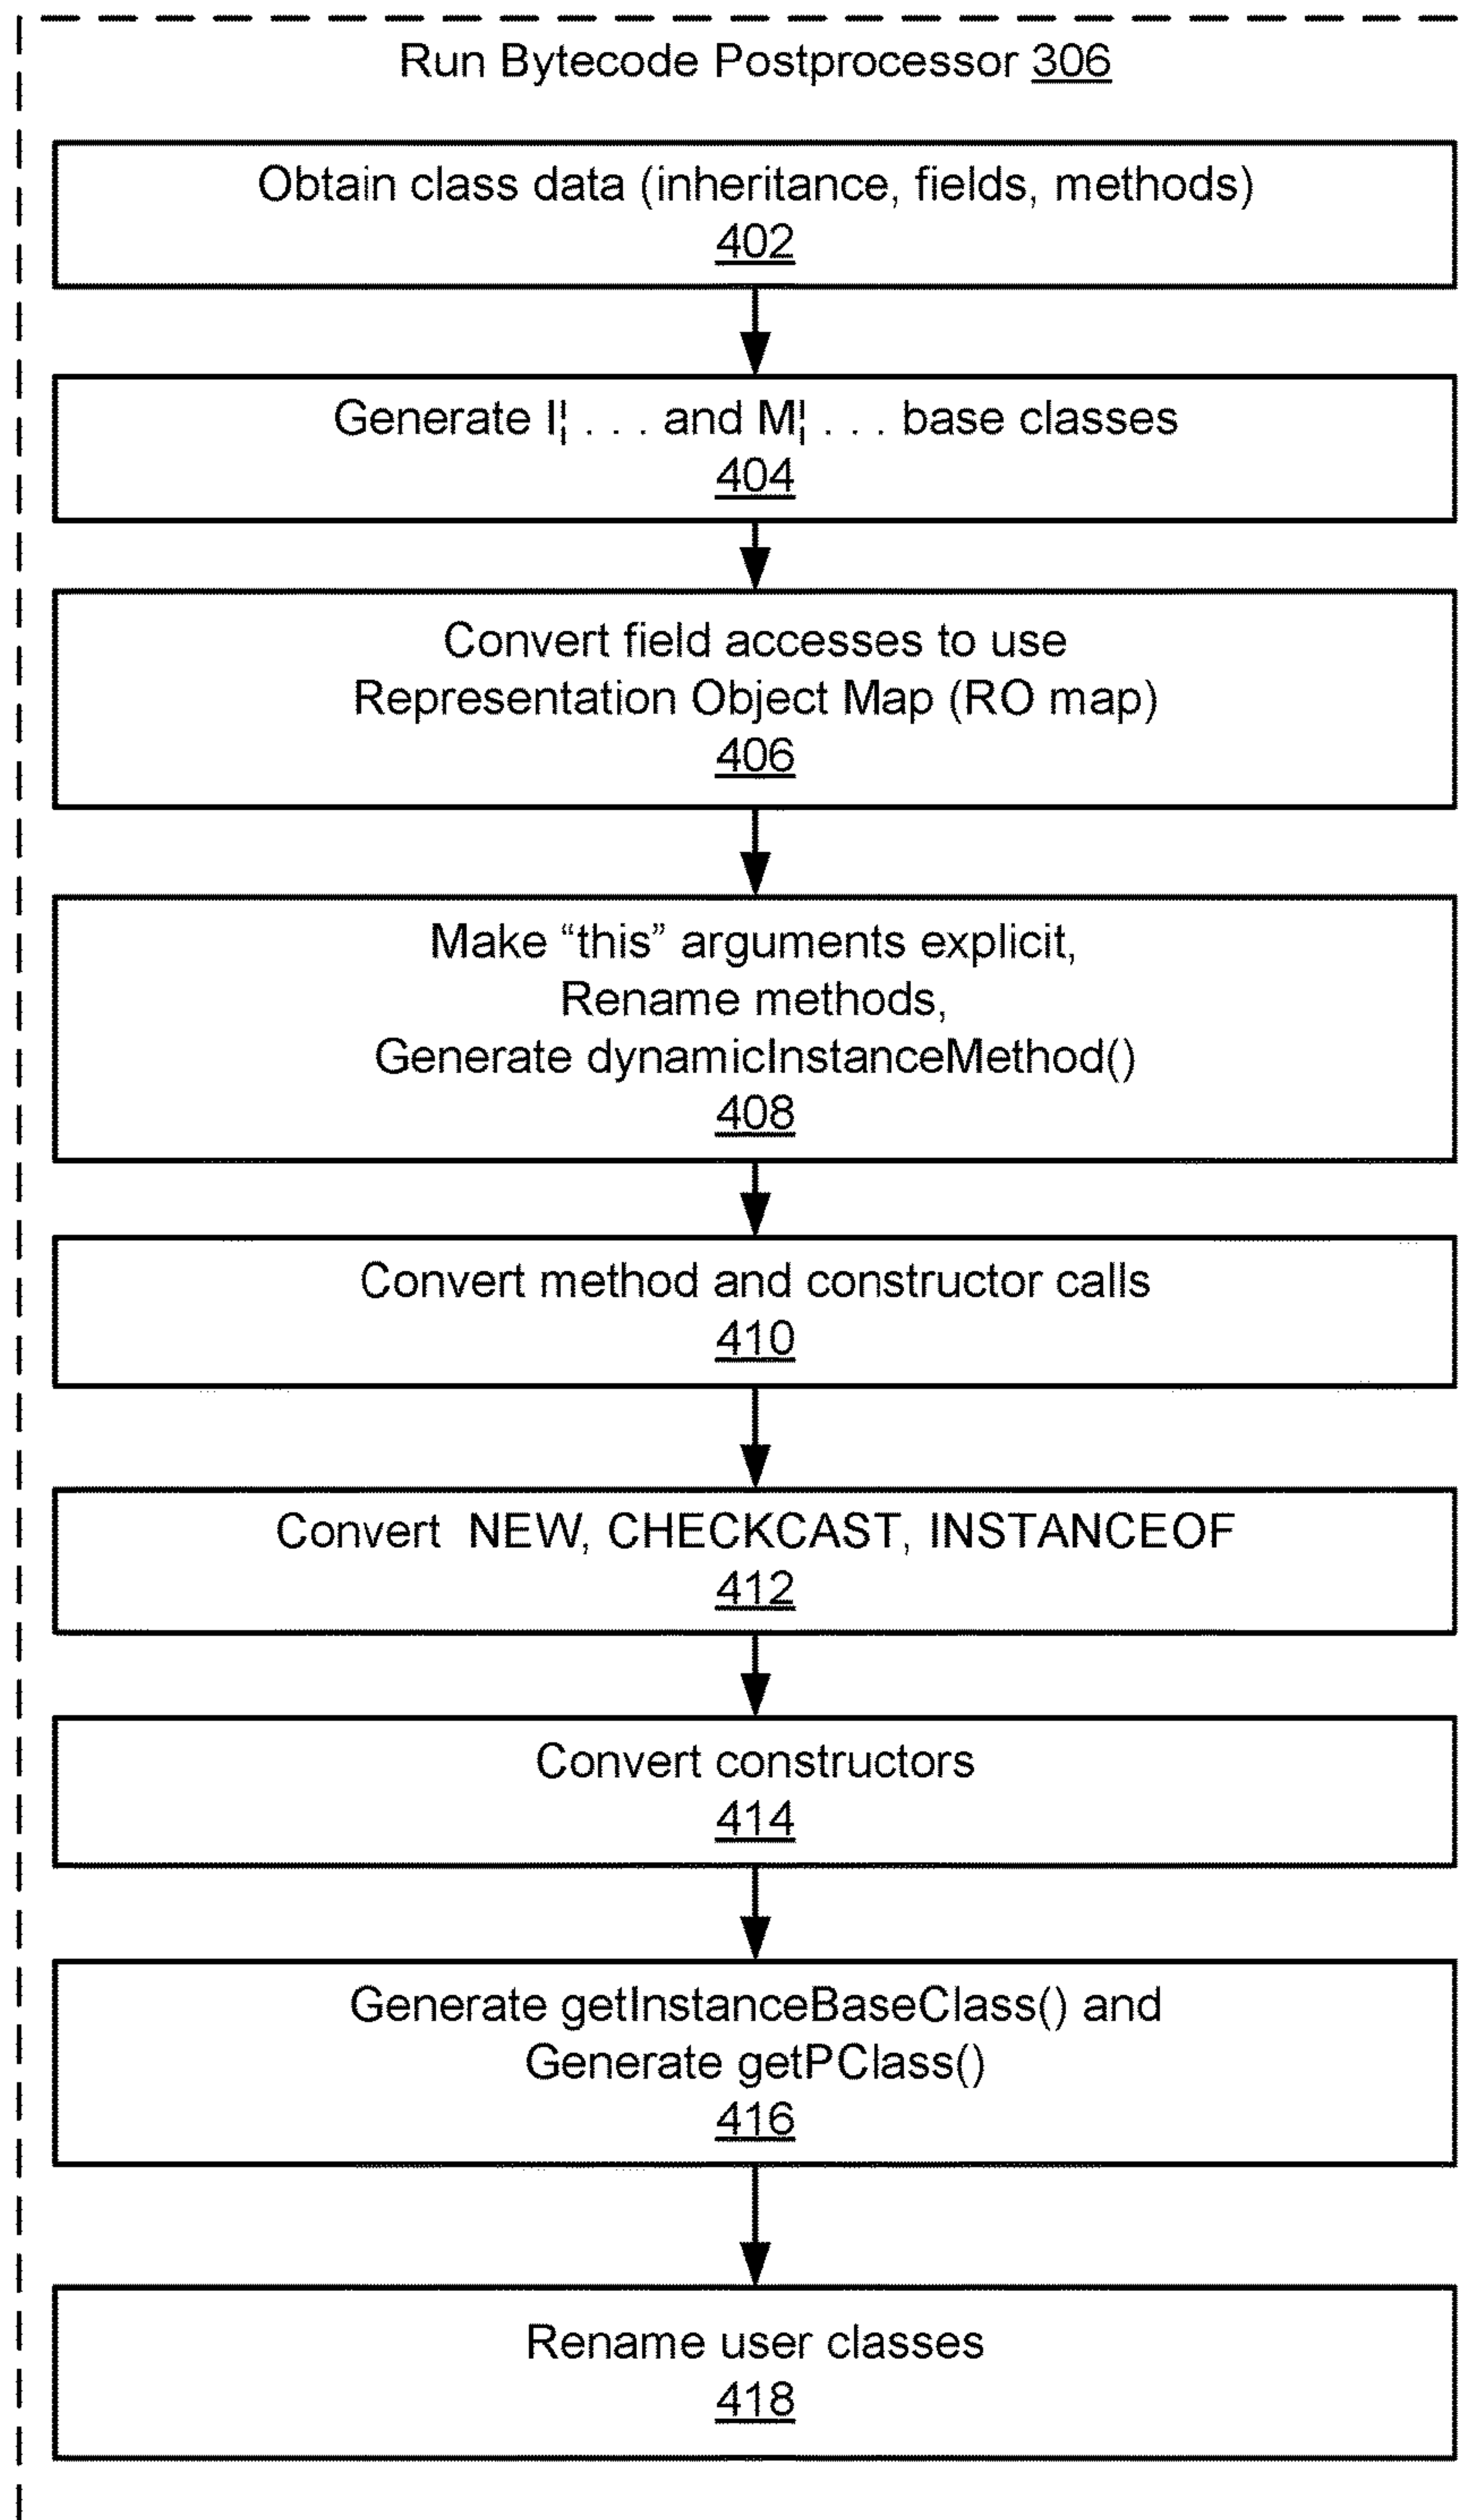 Run Bytecode Postprocessor 306
Obtain class data (inheritance, fields, methods)
402
Generate I¦ . . . and M¦ . . . base classes
404
Convert field accesses to use
Representation Object Map (RO map)
406
Make “this” arguments explicit,
Rename methods,
Generate dynamicInstanceMethod()
408
Convert method and constructor calls
410
Convert NEW, CHECKCAST, INSTANCEOF
412
Convert constructors
414
Generate getInstanceBaseClass() and
Generate getPClass()
416
Rename user classes
418